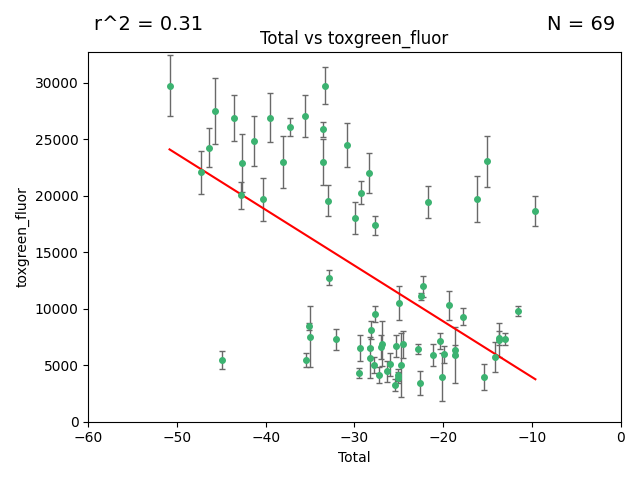 r^2 = 0.31 N = 69
Total vs toxgreen_fluor
30000
25000
20000
15000
10000
5000
0
toxgreen_fluor
−60 −50 −40 −30 −20 −10 0
Total